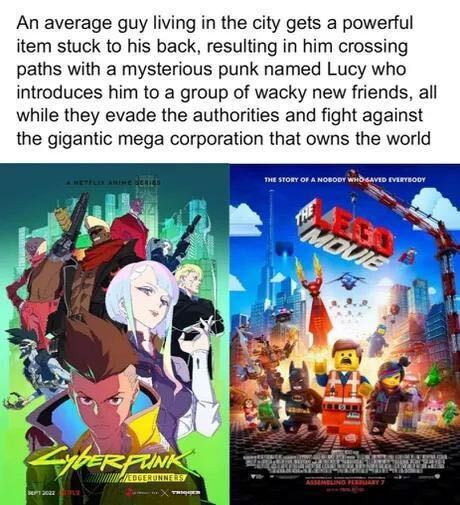 An average guy living in the city gets a powerful
item stuck to his back, resulting in him crossing
paths with a mysterious punk named Lucy who
introduces him to a group of wacky new friends, all
while they evade the authorities and fight against
the gigantic mega corporation that owns the world
A NETFLIX ANIME SERIES
CYBERPUNK
EDGERUNNERS
SEPT 2022 NETFLIX
TRIGGER
THE STORY OF A NOBODY WHO SAVED EVERYBODY
THE LEGO
MOVIE
ASSEMBLING FEBRUARY 7